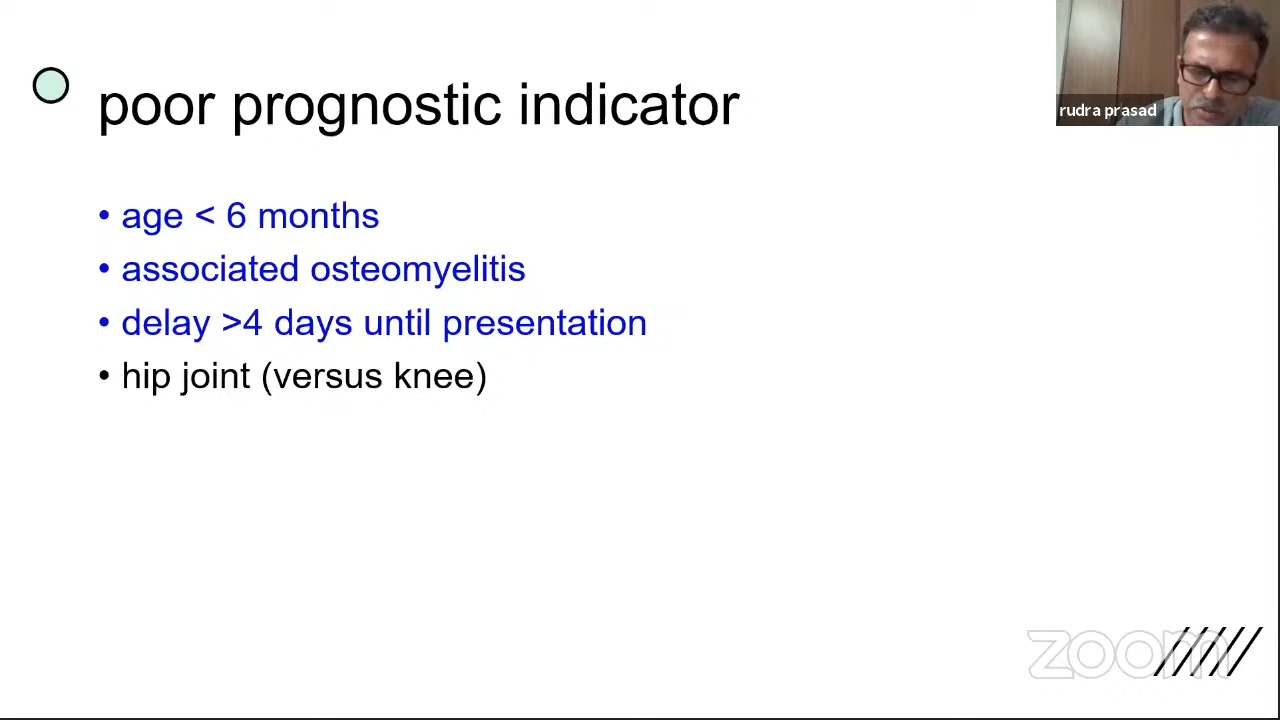 rudra prasad
poor prognostic indicator
• age < 6 months
• associated osteomyelitis
• delay >4 days until presentation
• hip joint (versus knee)
zoom